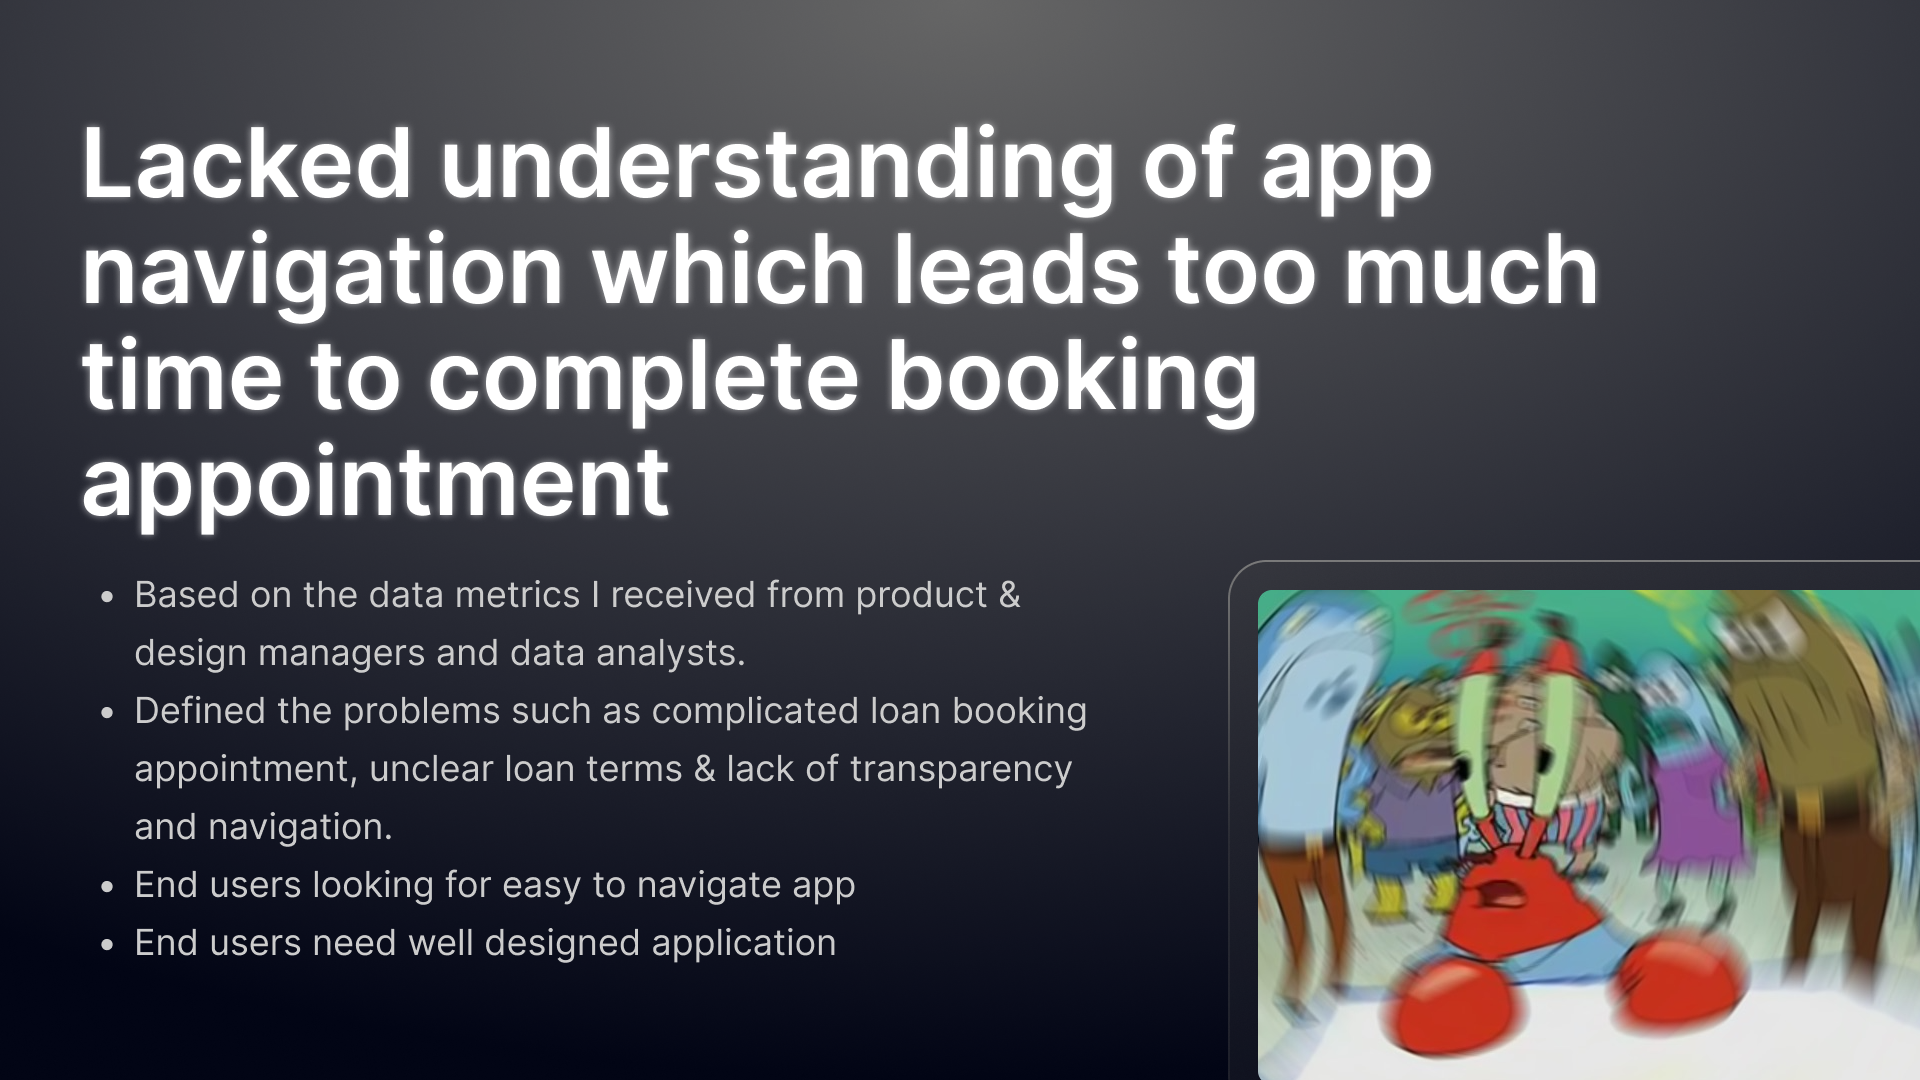 Lacked understanding of app
navigation which leads too much
time to complete booking
appointment
• Based on the data metrics I received from product &
design managers and data analysts.
• Defined the problems such as complicated loan booking
appointment, unclear loan terms & lack of transparency
and navigation.
• End users looking for easy to navigate app
• End users need well designed application